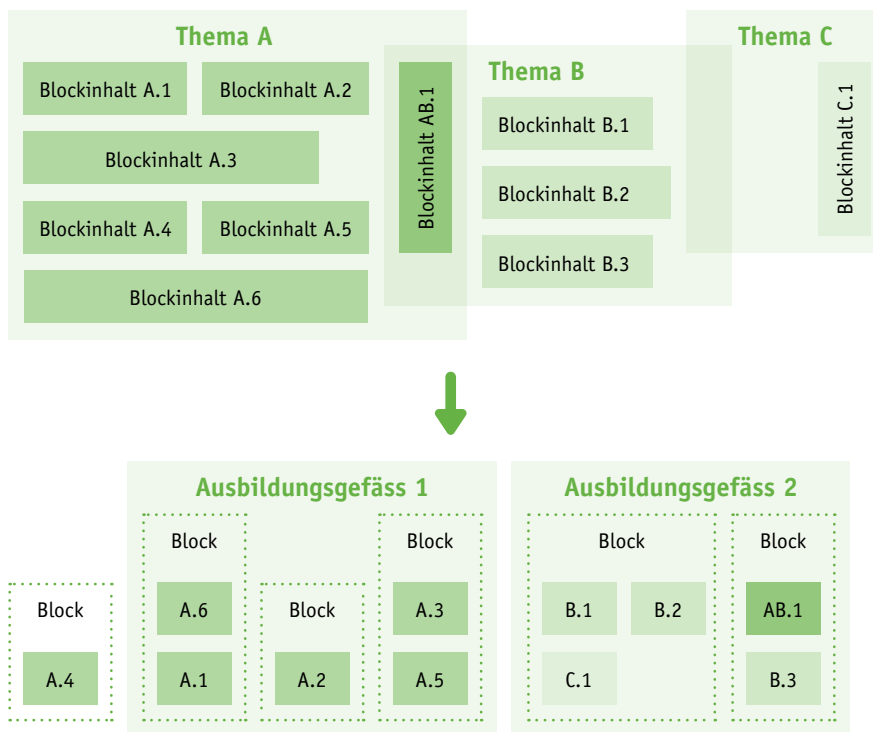 Thema A
Blockinhalt A.1
Blockinhalt A.2
Blockinhalt A.3
Blockinhalt A.4
Blockinhalt A.5
Blockinhalt A.6
Blockinhalt AB.1
Thema B
Blockinhalt B.1
Blockinhalt B.2
Blockinhalt B.3
Thema C
Blockinhalt C.1
Block
A.4
Ausbildungsgefäss 1
Block
A.6
A.1
Block
A.2
Block
A.3
A.5
Ausbildungsgefäss 2
Block
B.1
B.2
C.1
Block
AB.1
B.3